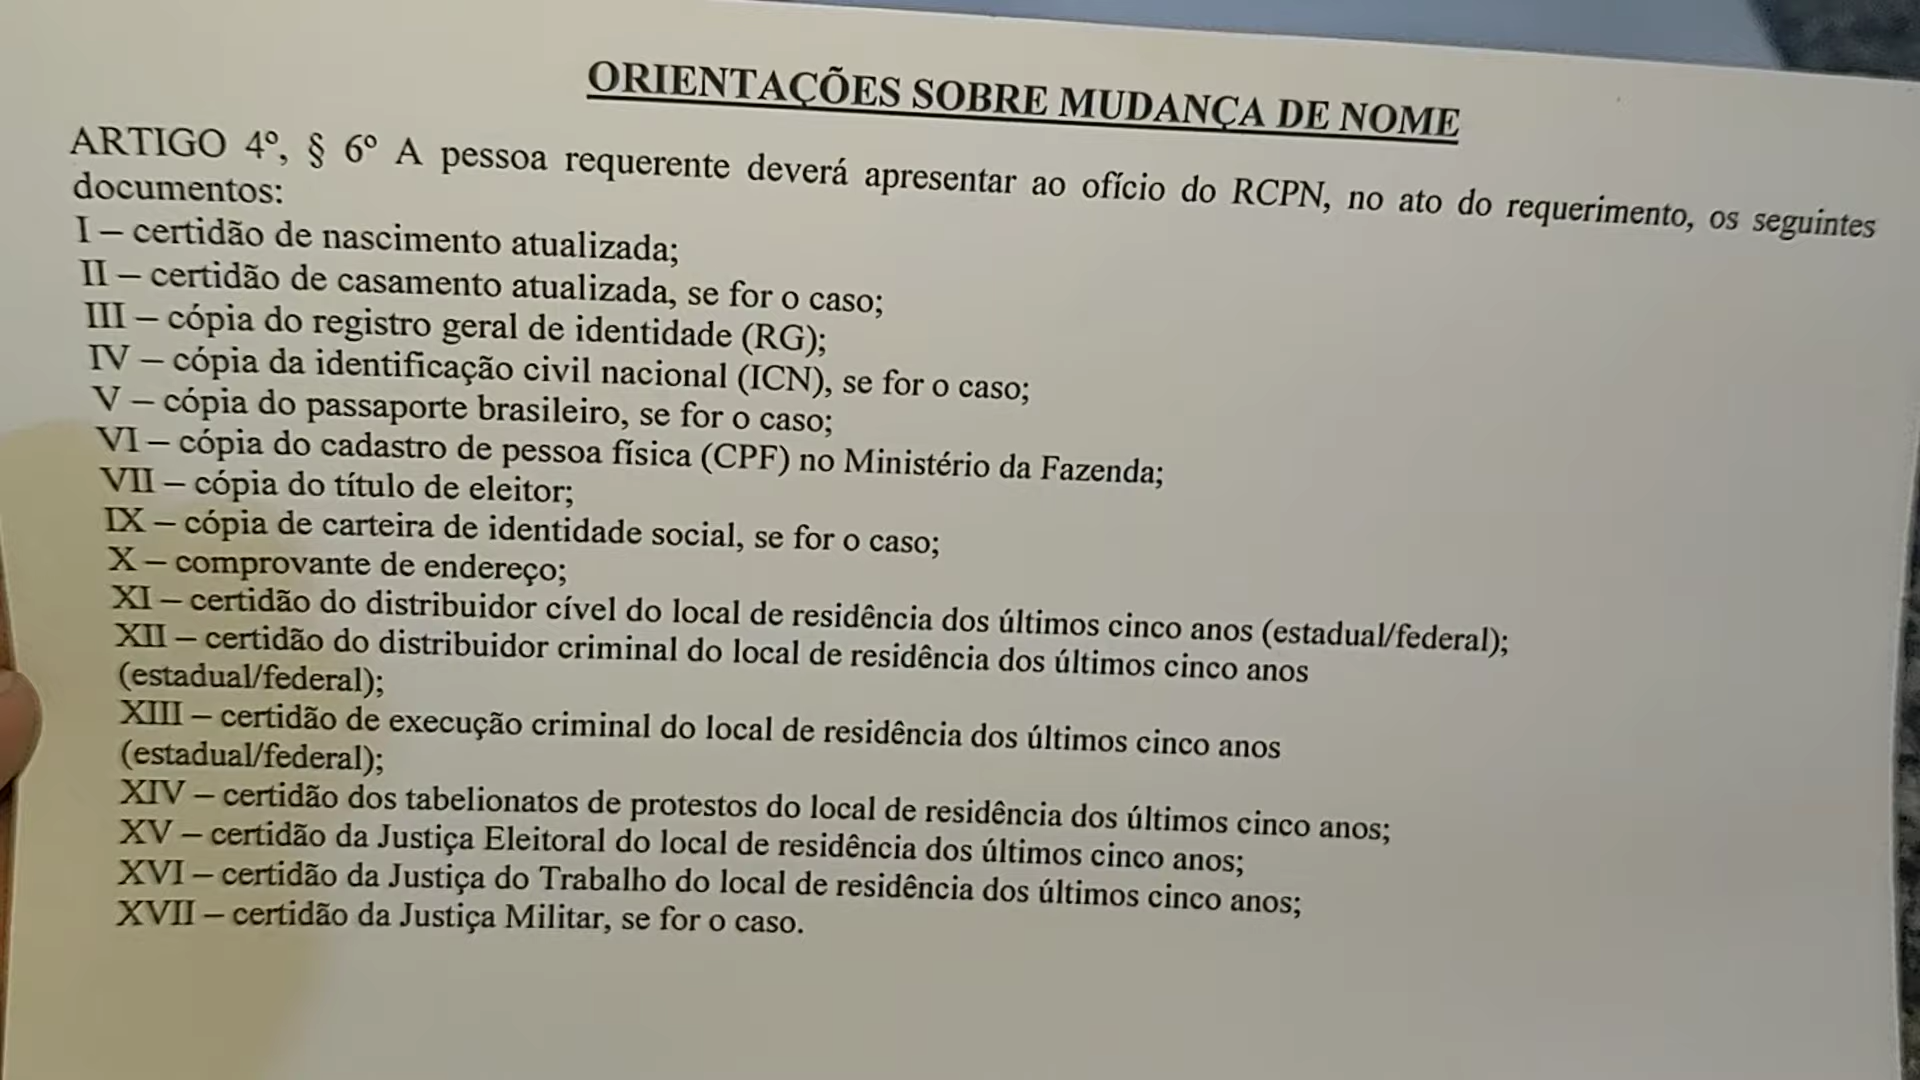 ORIENTAÇÕES SOBRE MUDANÇA DE NOME
ARTIGO 4º, § 6º A pessoa requerente deverá apresentar ao ofício do RCPN, no ato do requerimento, os seguintes
documentos:
I – certidão de nascimento atualizada;
II – certidão de casamento atualizada, se for o caso;
III – cópia do registro geral de identidade (RG);
IV – cópia da identificação civil nacional (ICN), se for o caso;
V – cópia do passaporte brasileiro, se for o caso;
VI – cópia do cadastro de pessoa física (CPF) no Ministério da Fazenda;
VII – cópia do título de eleitor;
IX – cópia de carteira de identidade social, se for o caso;
X – comprovante de endereço;
XI – certidão do distribuidor cível do local de residência dos últimos cinco anos (estadual/federal);
XII – certidão do distribuidor criminal do local de residência dos últimos cinco anos
(estadual/federal);
XIII – certidão de execução criminal do local de residência dos últimos cinco anos
(estadual/federal);
XIV – certidão dos tabelionatos de protestos do local de residência dos últimos cinco anos;
XV – certidão da Justiça Eleitoral do local de residência dos últimos cinco anos;
XVI – certidão da Justiça do Trabalho do local de residência dos últimos cinco anos;
XVII – certidão da Justiça Militar, se for o caso.